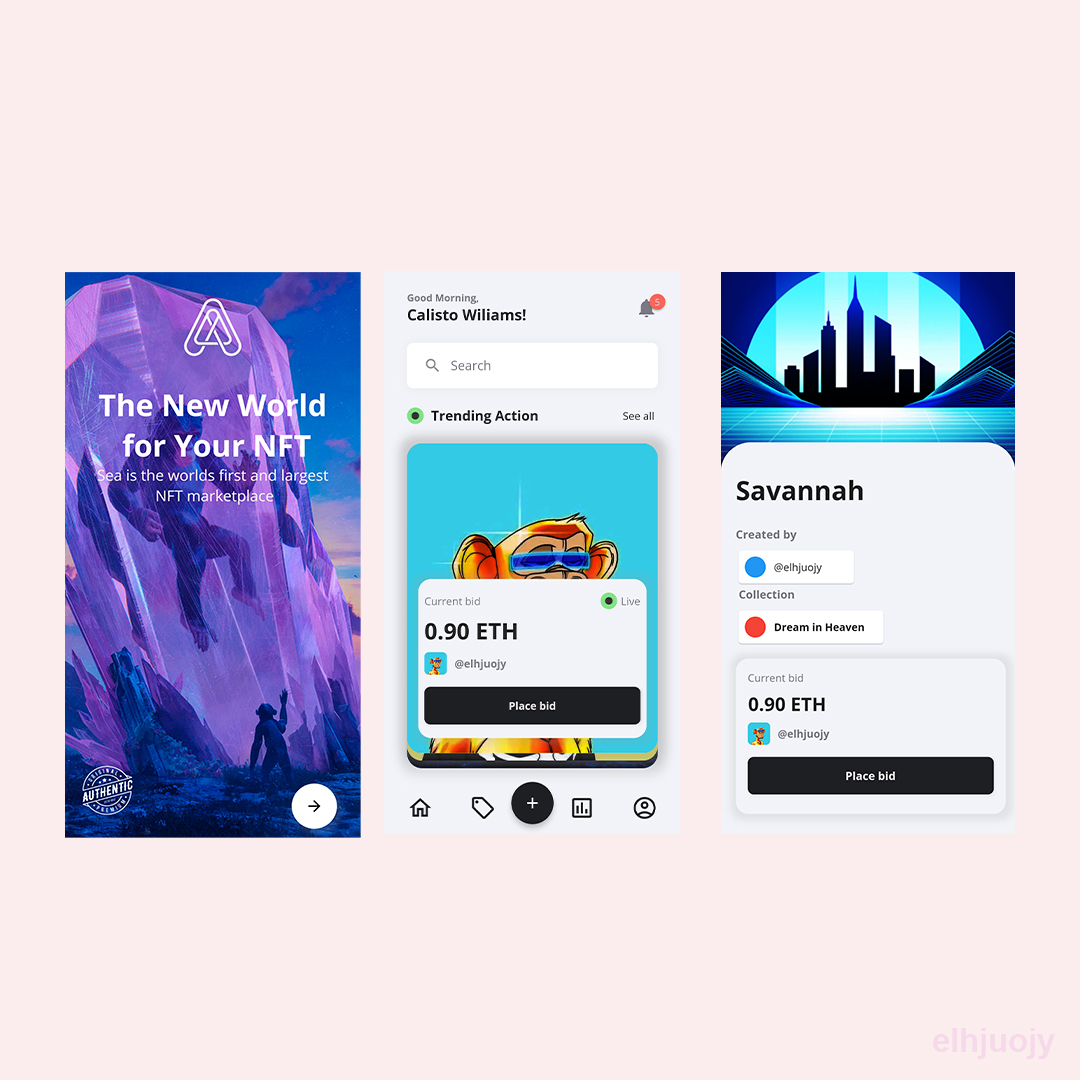 The New World
for Your NFT
Sea is the worlds first and largest
NFT marketplace
ORIGINAL
AUTHENTIC
PREMIUM
Good Morning,
Calisto Wiliams!
5
Search
Trending Action
See all
Current bid
Live
0.90 ETH
@elhjuojy
Place bid
Savannah
Created by
@elhjuojy
Collection
Dream in Heaven
Current bid
0.90 ETH
@elhjuojy
Place bid
elhjuojy